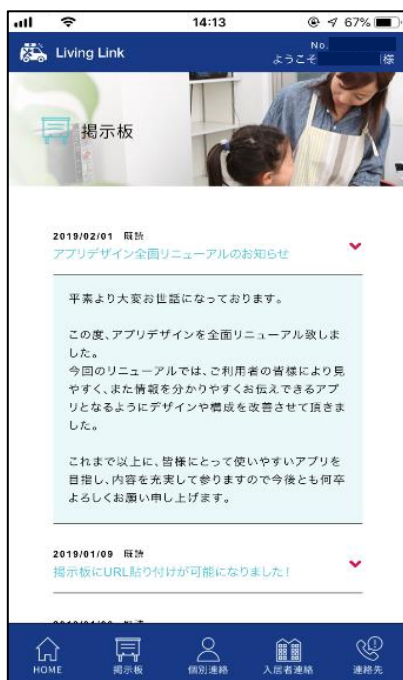 14:13
67%
Living Link
No.
ようこそ
様
掲示板
2019/02/01 既読
アプリデザイン全面リニューアルのお知らせ
平素より大変お世話になっております。
この度、アプリデザインを全面リニューアル致しま
した。
今回のリニューアルでは、ご利用者の皆様により見
やすく、また情報を分かりやすくお伝えできるアプ
リとなるようにデザインや構成を改善させて頂きま
した。
これまで以上に、皆様にとって使いやすいアプリを
目指し、内容を充実して参りますので今後とも何卒
よろしくお願い申し上げます。
2019/01/09 既読
掲示板にURL貼り付けが可能になりました!
HOME
掲示板
個別連絡
入居者連絡
連絡先